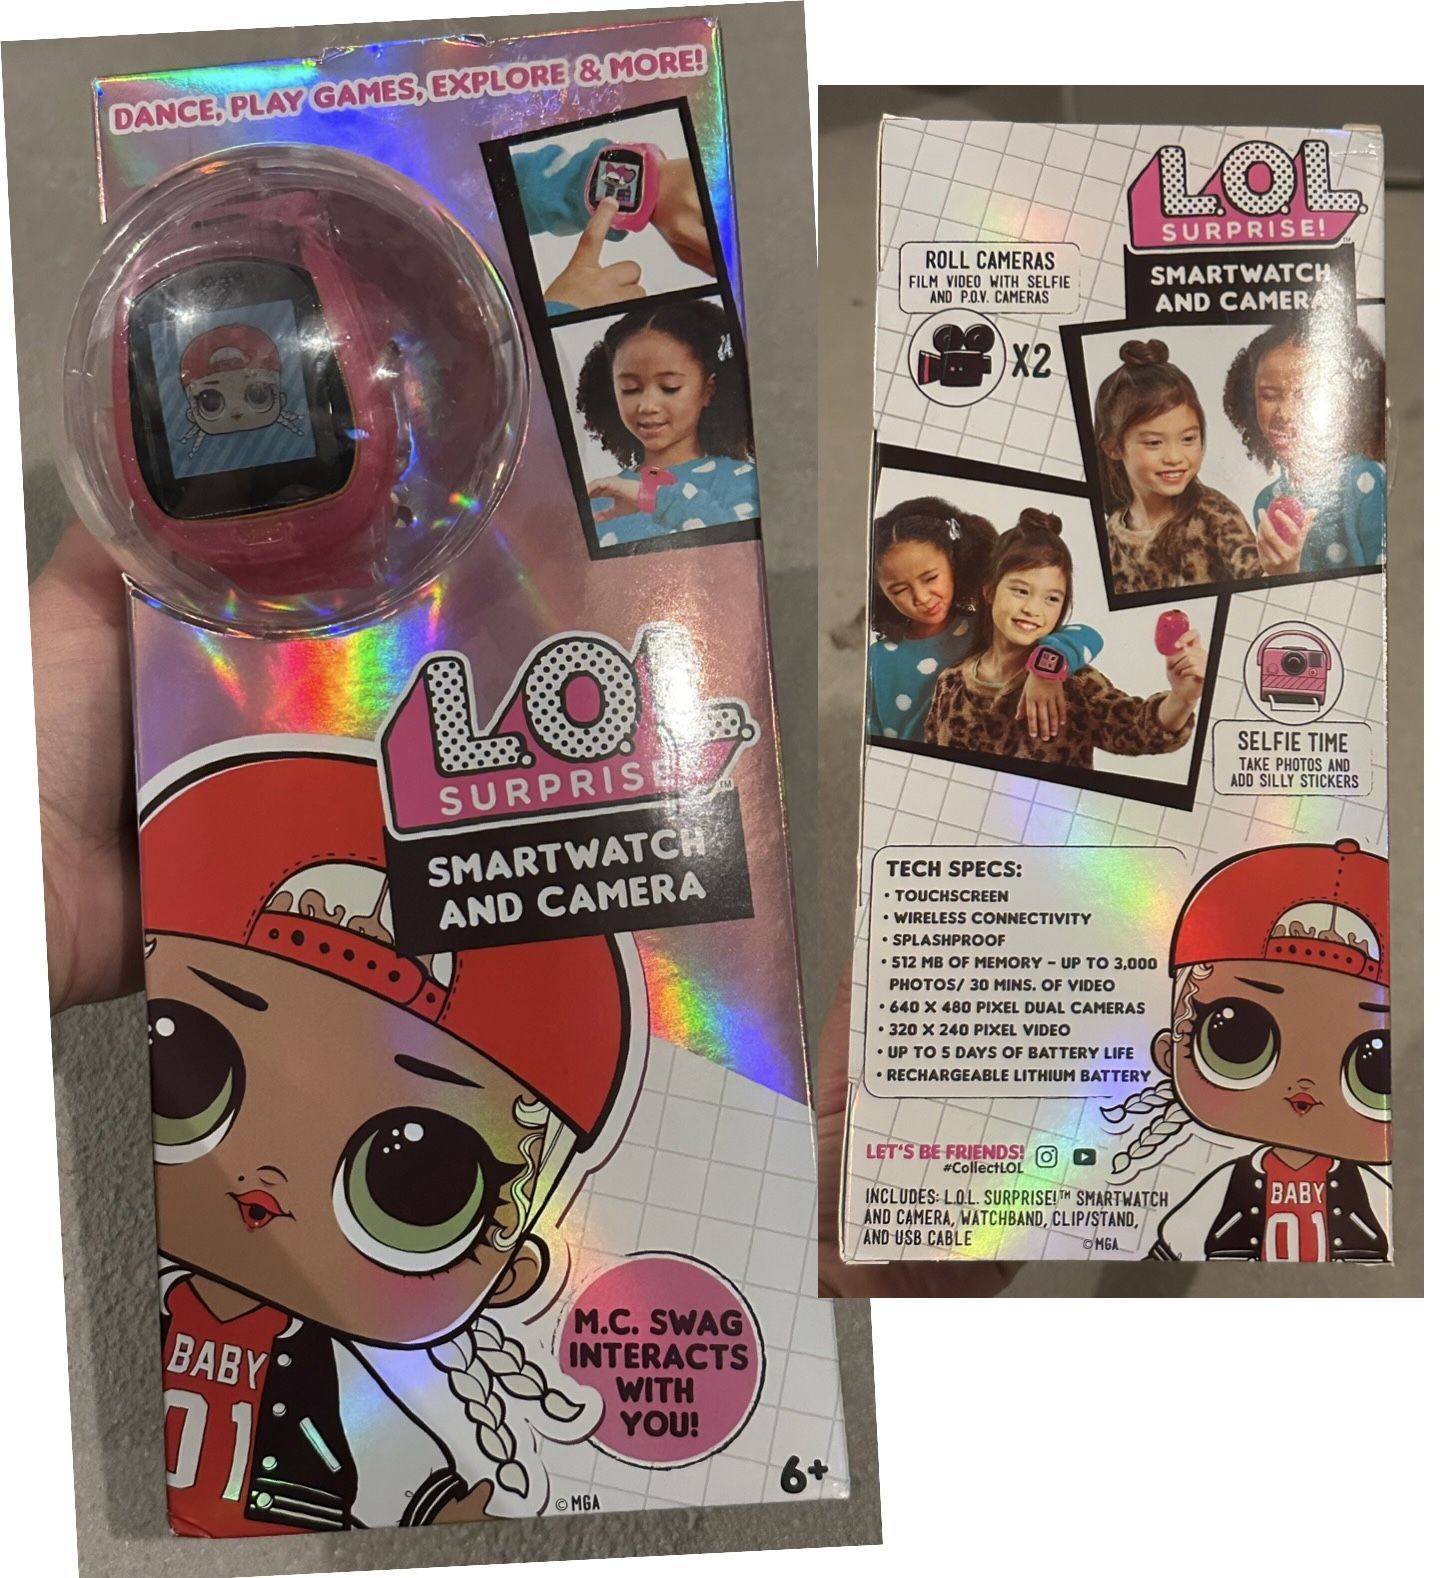 DANCE, PLAY GAMES, EXPLORE & MORE!
L.O.L.
SURPRISE!™
SMARTWATCH
AND CAMERA
BABY
01
M.C. SWAG
INTERACTS
WITH
YOU!
6+
©MGA
L.O.L.
SURPRISE!™
SMARTWATCH
AND CAMERA
ROLL CAMERAS
FILM VIDEO WITH SELFIE
AND P.O.V. CAMERAS
X2
SELFIE TIME
TAKE PHOTOS AND
ADD SILLY STICKERS
TECH SPECS:
• TOUCHSCREEN
• WIRELESS CONNECTIVITY
• SPLASHPROOF
• 512 MB OF MEMORY – UP TO 3,000
PHOTOS/ 30 MINS. OF VIDEO
• 640 X 480 PIXEL DUAL CAMERAS
• 320 X 240 PIXEL VIDEO
• UP TO 5 DAYS OF BATTERY LIFE
• RECHARGEABLE LITHIUM BATTERY
LET'S BE FRIENDS!
#CollectLOL
INCLUDES: L.O.L. SURPRISE!™ SMARTWATCH
AND CAMERA, WATCHBAND, CLIP/STAND,
AND USB CABLE
©MGA
BABY
01